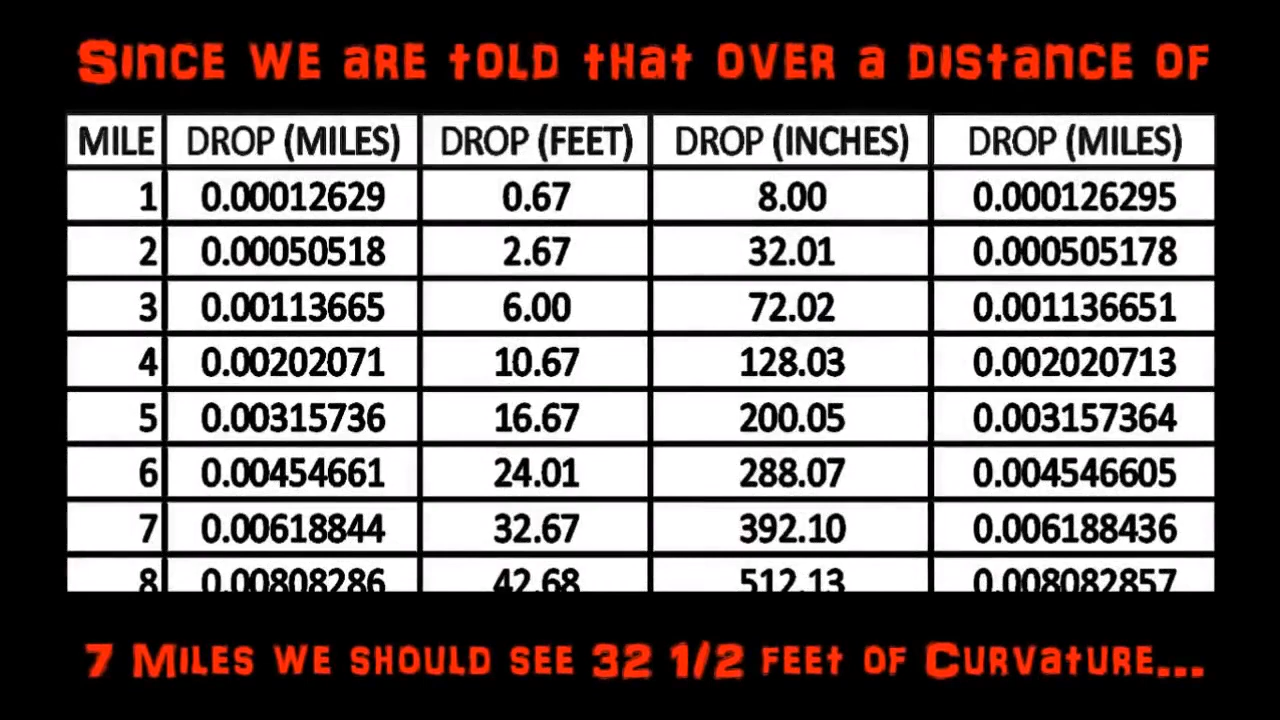 Since we are told that over a distance of
MILE DROP (MILES) DROP (FEET) DROP (INCHES) DROP (MILES)
1 0.00012629 0.67 8.00 0.000126295
2 0.00050518 2.67 32.01 0.000505178
3 0.00113665 6.00 72.02 0.001136651
4 0.00202071 10.67 128.03 0.002020713
5 0.00315736 16.67 200.05 0.003157364
6 0.00454661 24.01 288.07 0.004546605
7 0.00618844 32.67 392.10 0.006188436
8 0.00808286 42.68 512.13 0.008082857
7 Miles we should see 32 1/2 feet of Curvature...